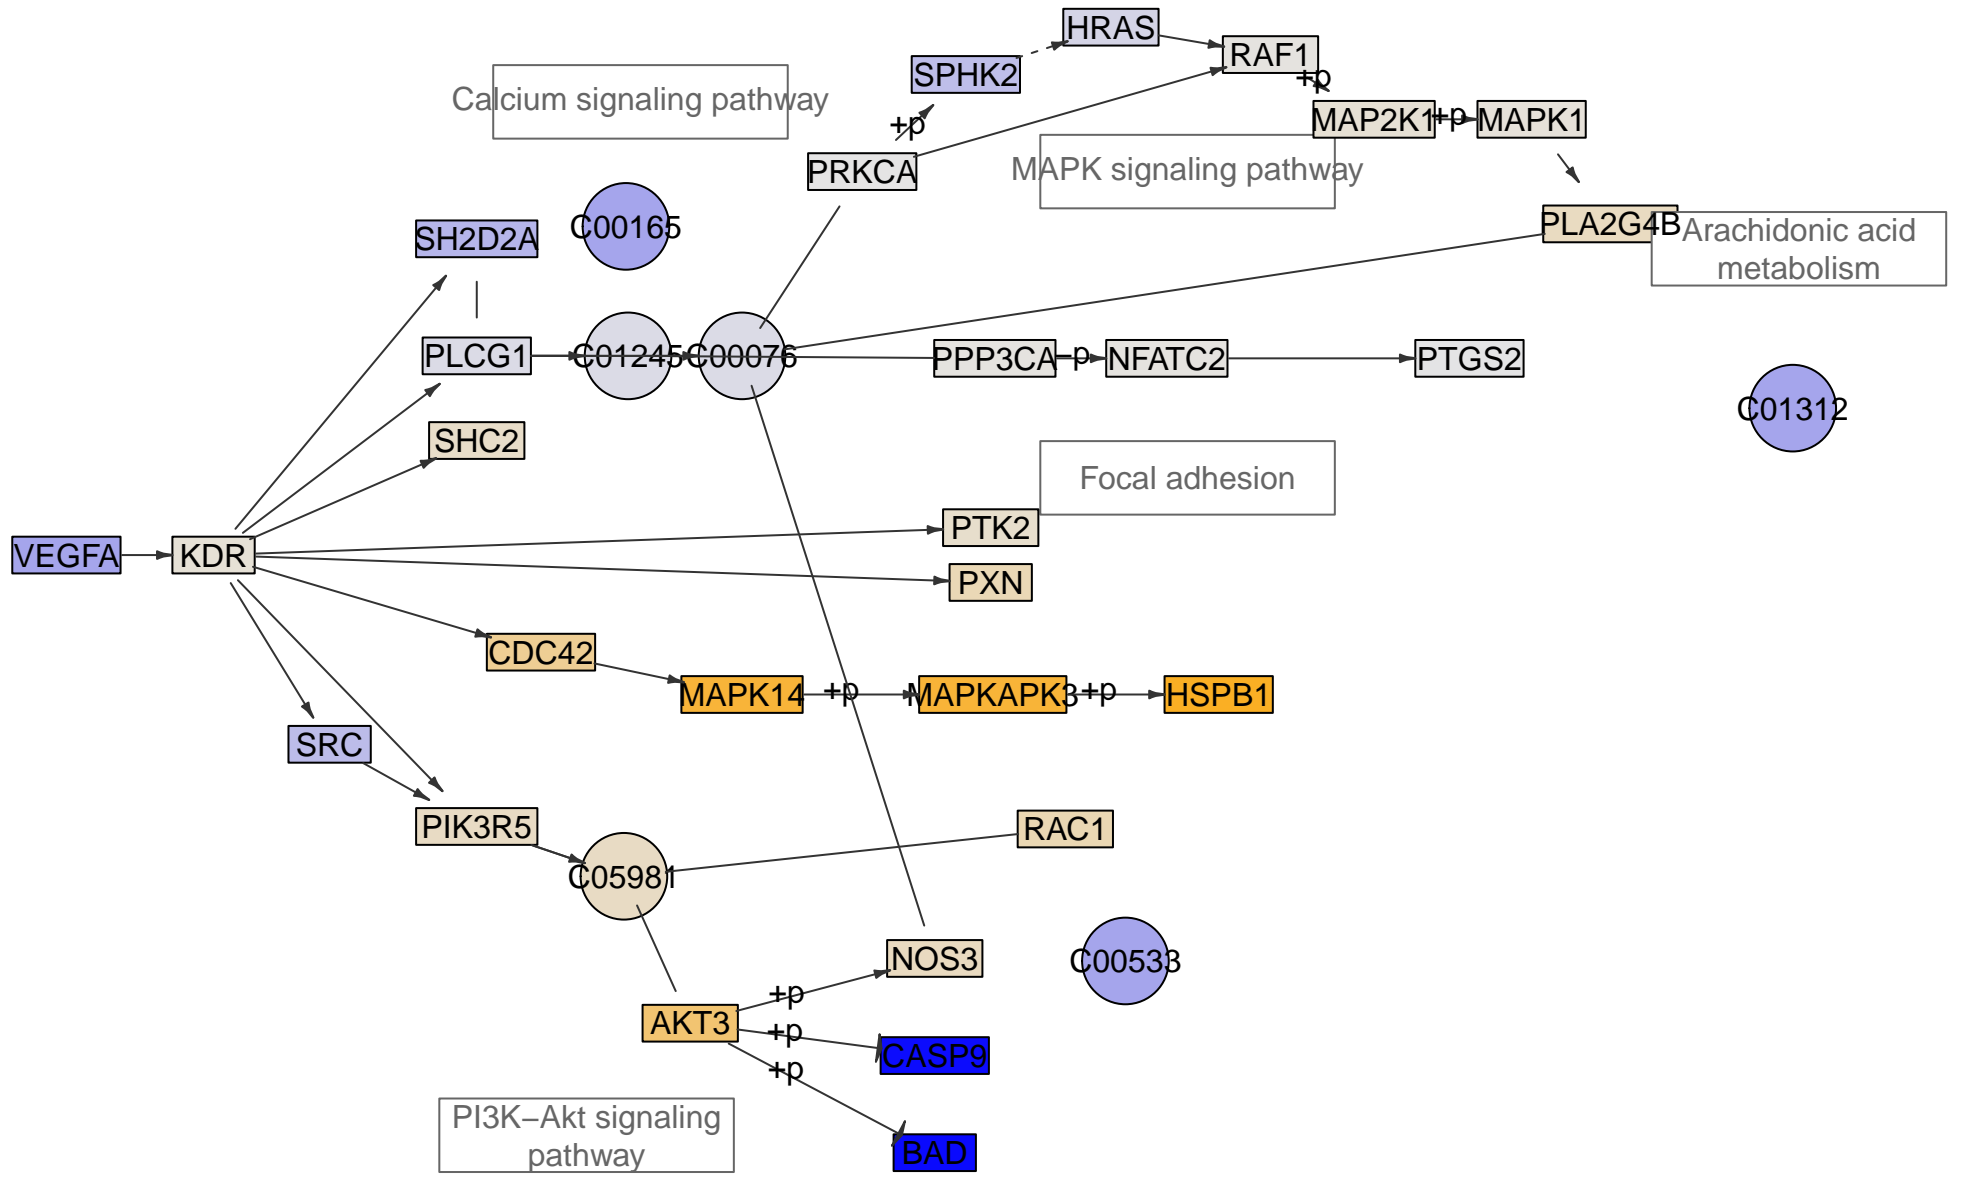 HRAS
RAF1
+p
SPHK2
Calcium signaling pathway
+p
MAP2K1
+p
MAPK1
PRKCA
MAPK signaling pathway
C00165
SH2D2A
PLA2G4B
Arachidonic acid
metabolism
PLCG1
C01245
C00076
PPP3CA
−p
NFATC2
PTGS2
C01312
SHC2
Focal adhesion
PTK2
VEGFA
KDR
PXN
CDC42
MAPK14
+p
MAPKAPK3
+p
HSPB1
SRC
PIK3R5
RAC1
C05981
NOS3
C00533
+p
AKT3
+p
CASP9
+p
PI3K−Akt signaling
pathway
BAD